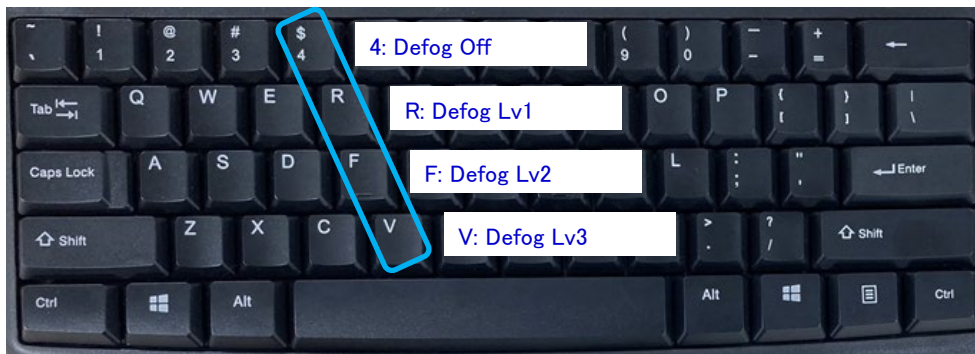 ~ ! @ # $ ( ) — +
` 1 2 3 4 4: Defog Off 9 0 - = ←
Tab Q W E R R: Defog Lv1 O P { } |
[ ] \
Caps Lock A S D F F: Defog Lv2 L : " Enter
; '
Shift Z X C V V: Defog Lv3 > ? Shift
. /
Ctrl Alt Alt Ctrl